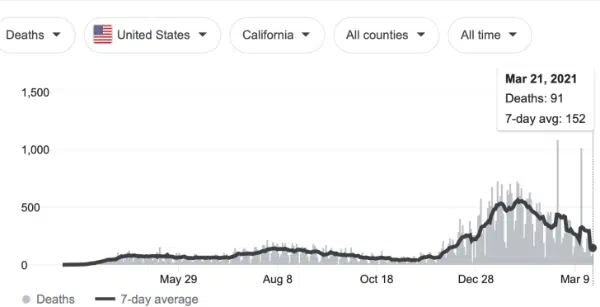 Deaths United States California All counties All time
Mar 21, 2021
Deaths: 91
7-day avg: 152
1,500
1,000
500
0
May 29 Aug 8 Oct 18 Dec 28 Mar 9
Deaths 7-day average